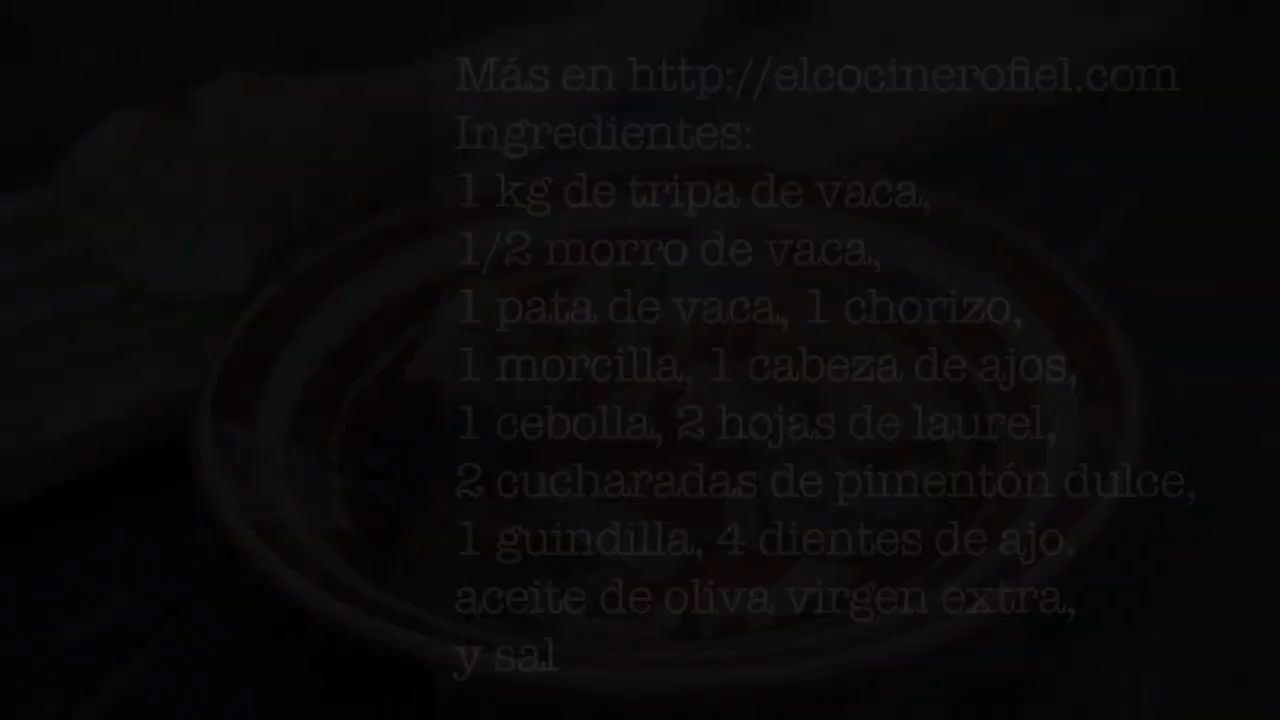 Más en http://elcocinerofiel.com
Ingredientes:
1 kg de tripa de vaca,
1/2 morro de vaca,
1 pata de vaca, 1 chorizo,
1 morcilla, 1 cabeza de ajos,
1 cebolla, 2 hojas de laurel,
2 cucharadas de pimentón dulce,
1 guindilla, 4 dientes de ajo.
aceite de oliva virgen extra,
y sal